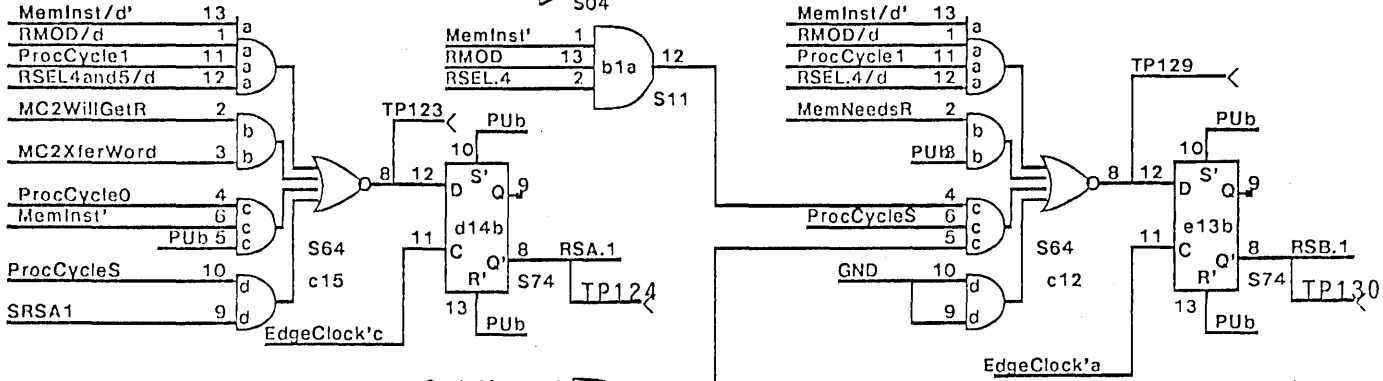 S04
MemInst/d' 13 a
RMOD/d 1 a
ProcCycle1 11 a
RSEL4and5/d 12 a
MC2WillGetR 2 b
MC2XferWord 3 b
ProcCycle0 4 c
MemInst' 6 c
PUb 5 c
ProcCycleS 10 d
SRSA1 9 d
S64
c15
8
TP123
12
PUb
10
S'
D
Q 9
d14b
11
C
Q' 8 RSA.1
R'
S74
TP124
13
PUb
EdgeClock'c
MemInst' 1
RMOD 13
RSEL.4 2
b1a
12
S11
MemInst/d' 13 a
RMOD/d 1 a
ProcCycle1 11 a
RSEL.4/d 12 a
MemNeedsR 2 b
b
4 c
ProcCycleS 6 c
5 c
GND 10 d
9 d
S64
c12
8
TP129
12
PUb
10
S'
D
Q 9
e13b
11
C
Q' 8 RSB.1
R'
S74
TP130
13
PUb
EdgeClock'a